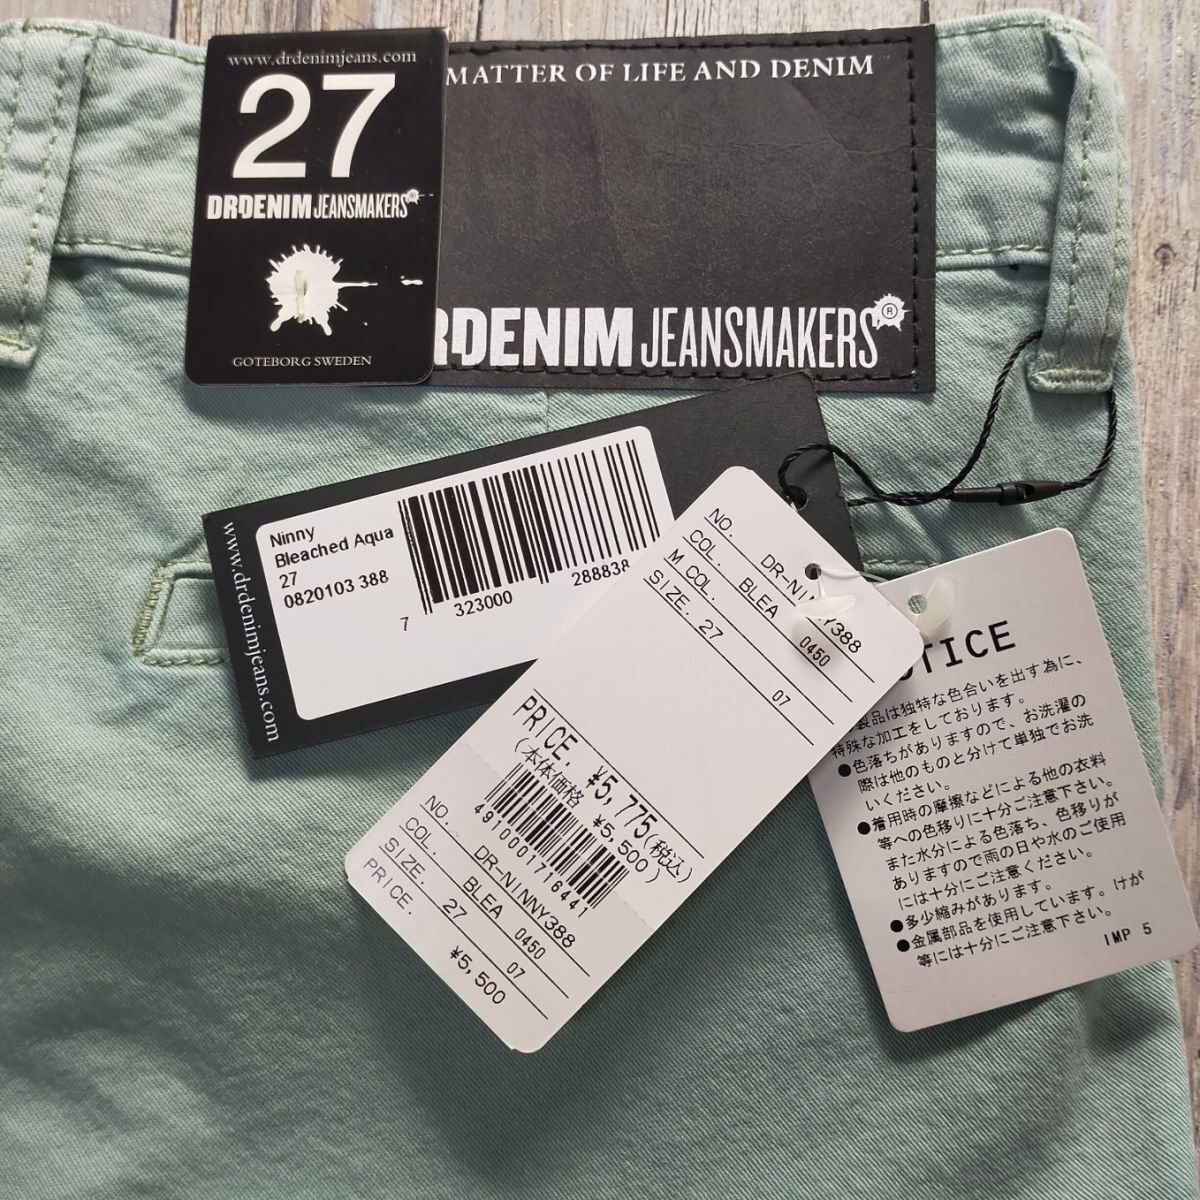 www.drdenimjeans.com
27
DRDENIM JEANSMAKERS®
GOTEBORG SWEDEN
MATTER OF LIFE AND DENIM
DRDENIM JEANSMAKERS®
www.drdenimjeans.com
Ninny
Bleached Aqua
27
0820103 388
7 323000 288838
NO. DR-NINNY388
COL. BLEA 0450
M COL.
SIZE. 27 07
PRICE. ¥5,775(税込)
(本体価格 ¥5,500)
4910001716441
NO. DR-NINNY388
COL. BLEA 0450
SIZE. 27 07
PRICE. ¥5,500
製品は独特な色合いを出す為に、
特殊な加工をしております。
●色落ちがありますので、お洗濯の
際は他のものと分けて単独でお洗
いください。
●着用時の摩擦などによる他の衣料
等への色移りに十分ご注意下さい。
また水分による色落ち、色移りが
ありますので雨の日や水のご使用
には十分にご注意ください。
●多少縮みがあります。
●金属部品を使用しています。けが
等には十分にご注意下さい。
IMP 5